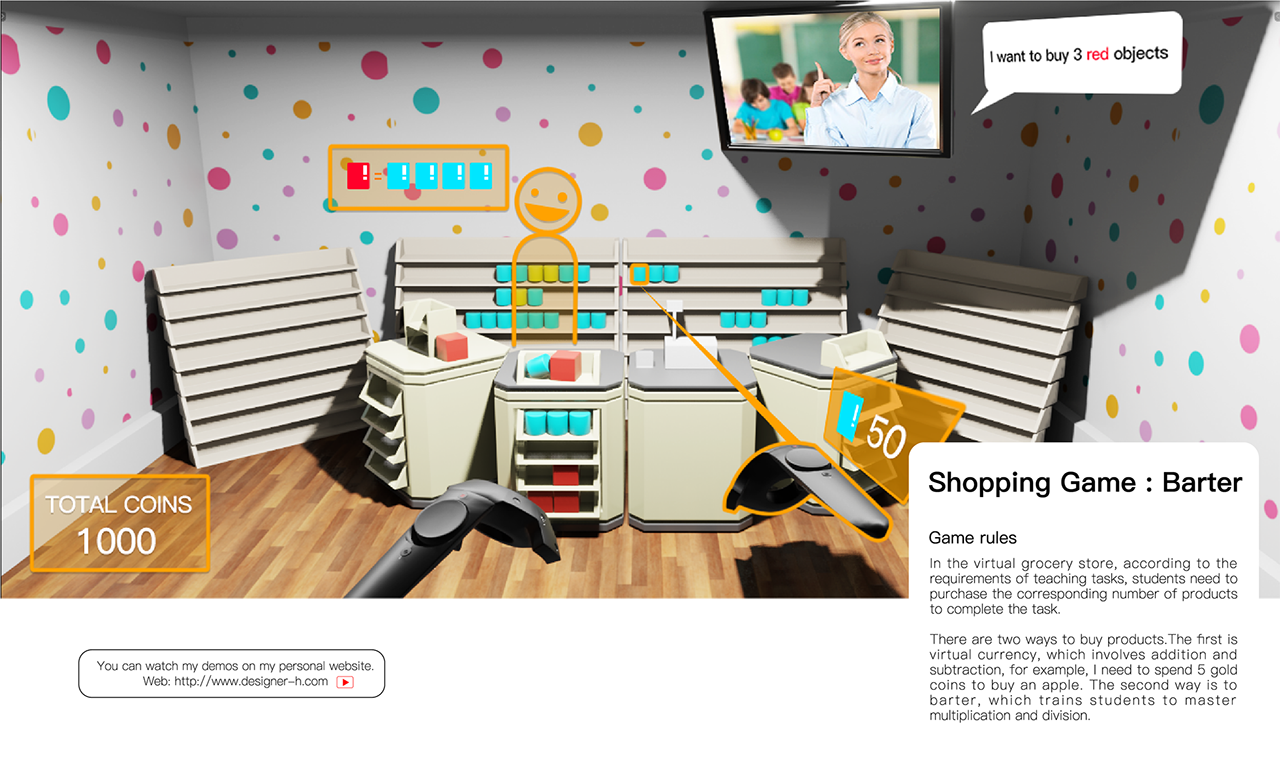 I want to buy 3 red objects
! = ! ! ! !
! 50
TOTAL COINS
1000
Shopping Game : Barter
Game rules
In the virtual grocery store, according to the
requirements of teaching tasks, students need to
purchase the corresponding number of products
to complete the task.
There are two ways to buy products.The first is
virtual currency, which involves addition and
subtraction, for example, I need to spend 5 gold
coins to buy an apple. The second way is to
barter, which trains students to master
multiplication and division.
You can watch my demos on my personal website.
Web: http://www.designer-h.com